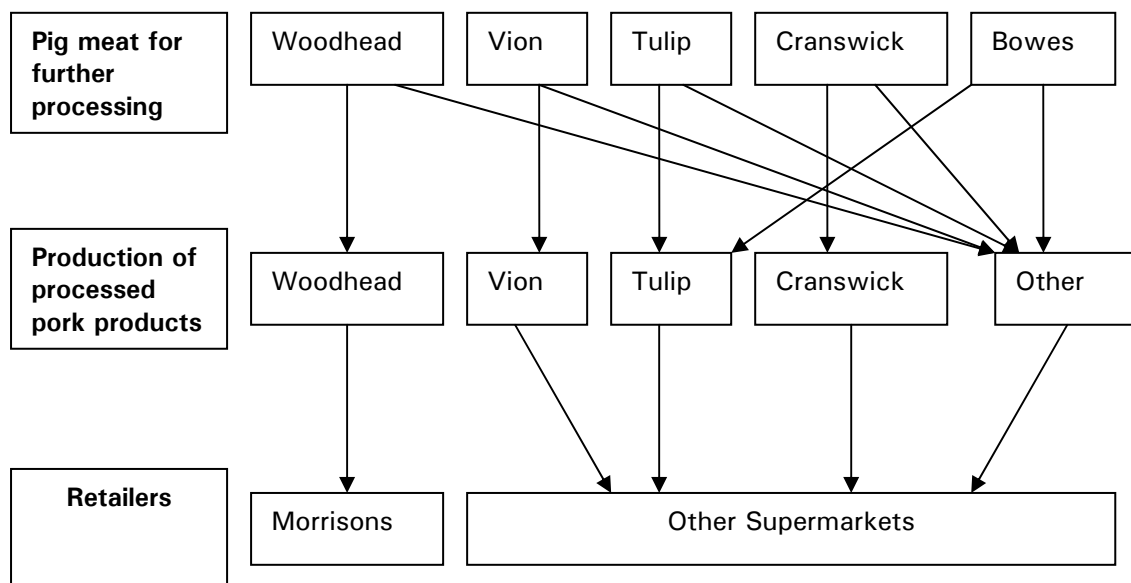 Pig meat for
further
processing
Woodhead
Vion
Tulip
Cranswick
Bowes
Production of
processed
pork products
Woodhead
Vion
Tulip
Cranswick
Other
Retailers
Morrisons
Other Supermarkets